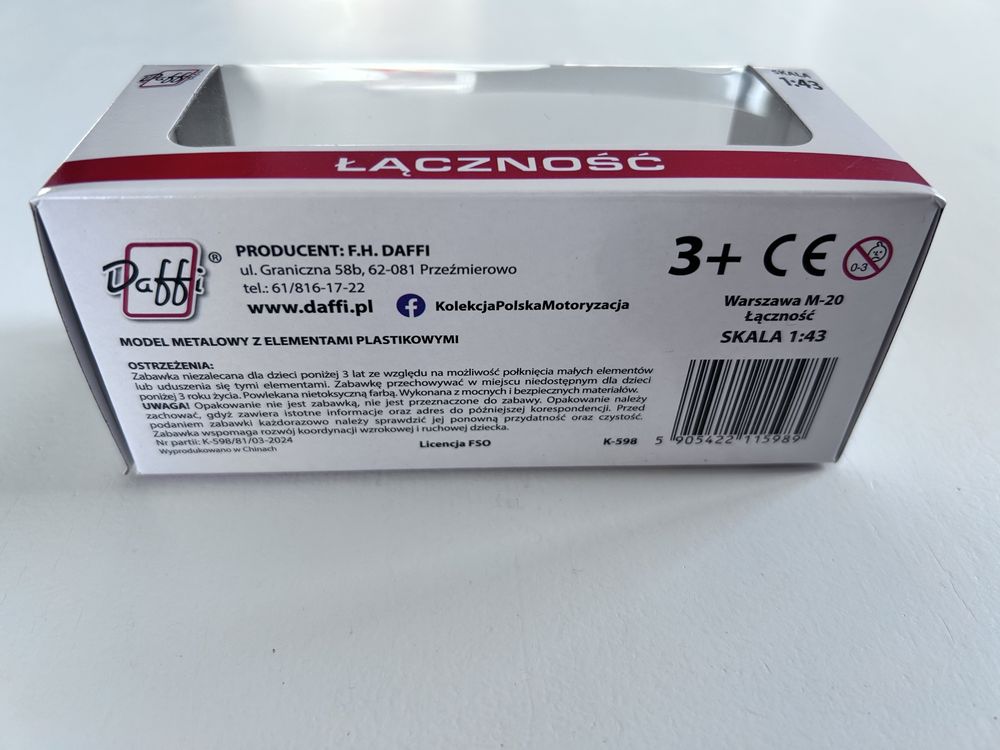 Daffi
SKALA
1:43
ŁĄCZNOŚĆ
Daffi®
PRODUCENT: F.H. DAFFI
ul. Graniczna 58b, 62-081 Przeźmierowo
tel.: 61/816-17-22
www.daffi.pl f KolekcjaPolskaMotoryzacja
3+ CE 0-3
Warszawa M-20
Łączność
SKALA 1:43
MODEL METALOWY Z ELEMENTAMI PLASTIKOWYMI
OSTRZEŻENIA:
Zabawka niezalecana dla dzieci poniżej 3 lat ze względu na możliwość połknięcia małych elementów
lub uduszenia się tymi elementami. Zabawkę przechowywać w miejscu niedostępnym dla dzieci
poniżej 3 roku życia. Powlekana nietoksyczną farbą. Wykonana z mocnych i bezpiecznych materiałów.
UWAGA! Opakowanie nie jest zabawką, nie jest przeznaczone do zabawy. Opakowanie należy
zachować, gdyż zawiera istotne informacje oraz adres do późniejszej korespondencji. Przed
podaniem zabawki każdorazowo należy sprawdzić jej ponowną przydatność oraz czystość.
Zabawka wspomaga rozwój koordynacji wzrokowej i ruchowej dziecka.
Nr partii: K-598/81/03-2024
Wyprodukowano w Chinach
Licencja FSO
K-598
5 905422 115989